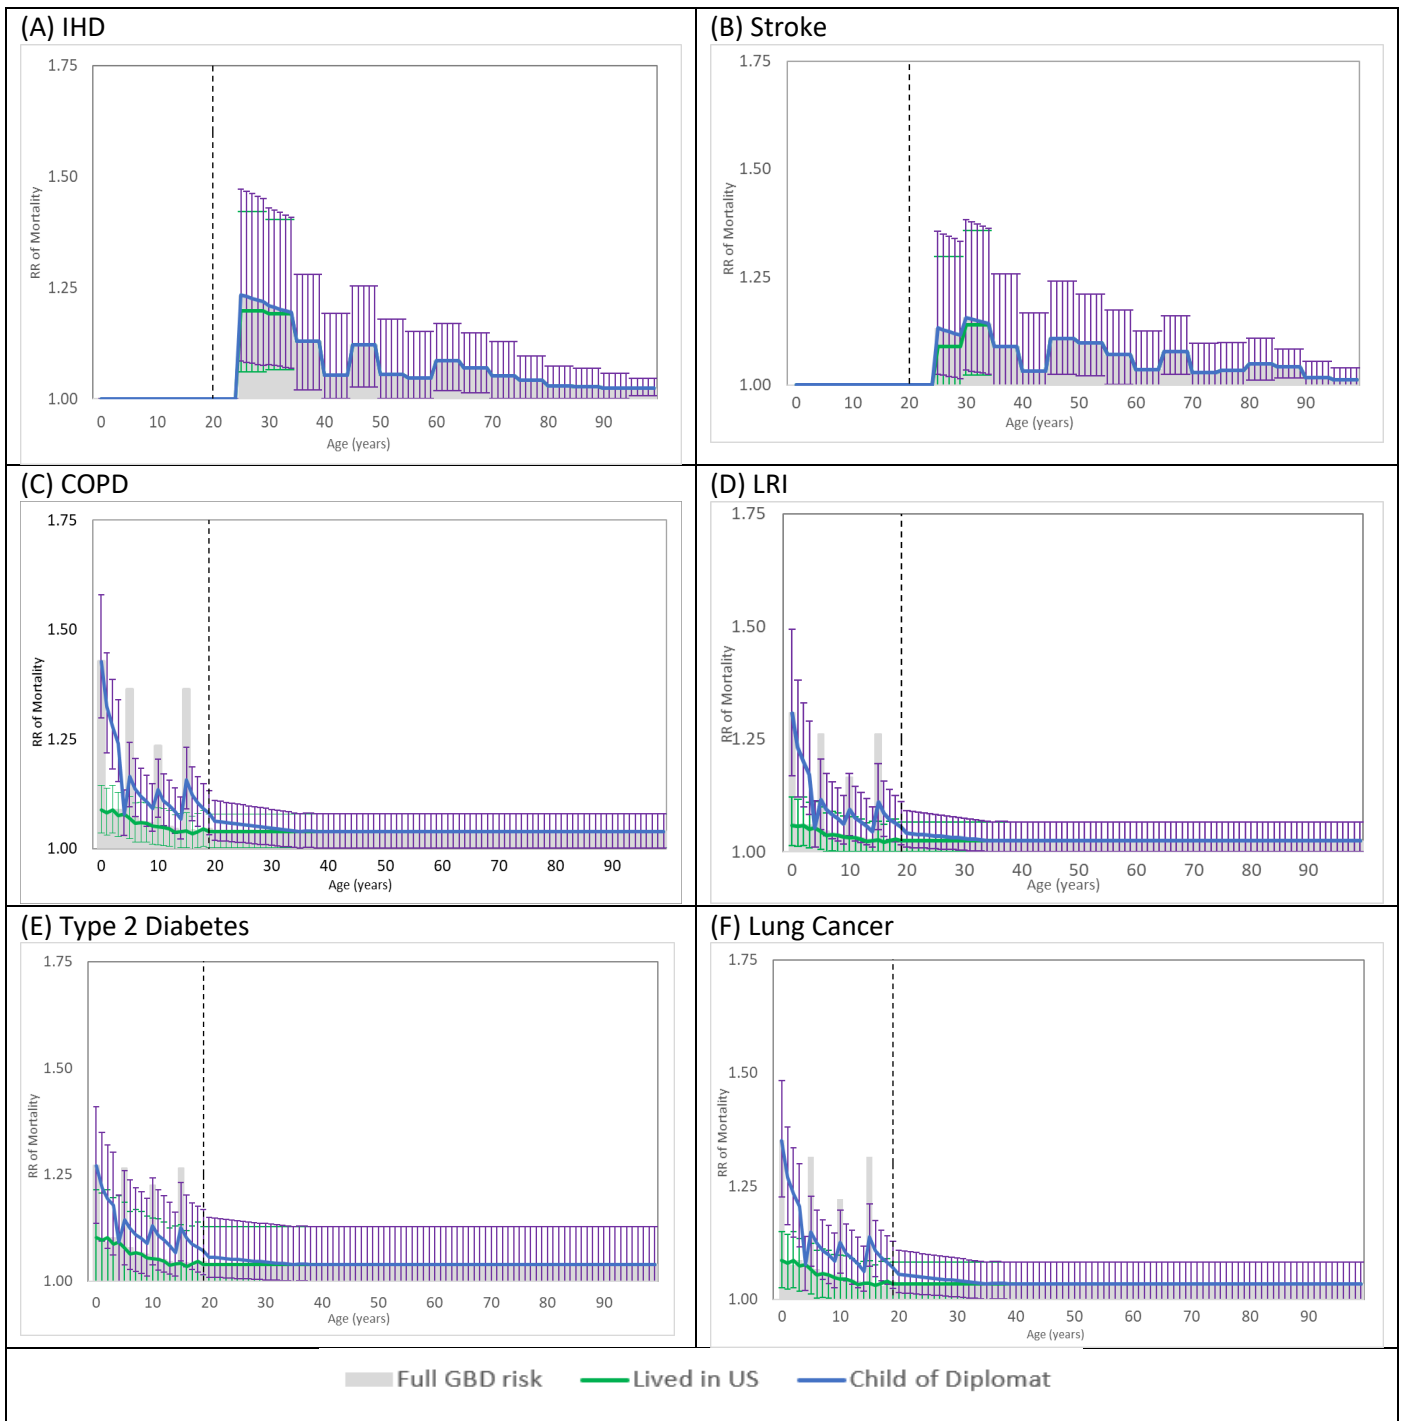 (A) IHD
1.75
1.50
1.25
1.00
RR of Mortality
0 10 20 30 40 50 60 70 80 90
Age (years)
(B) Stroke
1.75
1.50
1.25
1.00
RR of Mortality
0 10 20 30 40 50 60 70 80 90
Age (years)
(C) COPD
1.75
1.50
1.25
1.00
RR of Mortality
0 10 20 30 40 50 60 70 80 90
Age (years)
(D) LRI
1.75
1.50
1.25
1.00
RR of Mortality
0 10 20 30 40 50 60 70 80 90
Age (years)
(E) Type 2 Diabetes
1.75
1.50
1.25
1.00
RR of Mortality
0 10 20 30 40 50 60 70 80 90
Age (years)
(F) Lung Cancer
1.75
1.50
1.25
1.00
RR of Mortality
0 10 20 30 40 50 60 70 80 90
Age (years)
Full GBD risk Lived in US Child of Diplomat